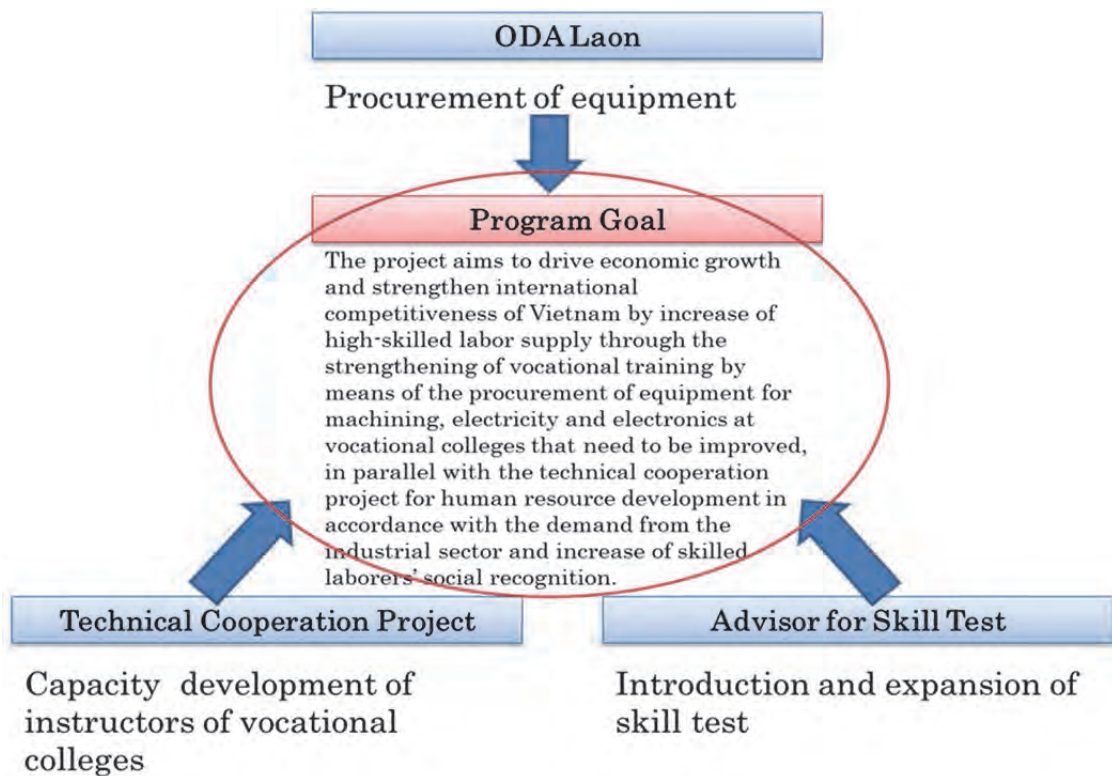 ODA Laon
Procurement of equipment
Program Goal
The project aims to drive economic growth
and strengthen international
competitiveness of Vietnam by increase of
high-skilled labor supply through the
strengthening of vocational training by
means of the procurement of equipment for
machining, electricity and electronics at
vocational colleges that need to be improved,
in parallel with the technical cooperation
project for human resource development in
accordance with the demand from the
industrial sector and increase of skilled
laborers' social recognition.
Technical Cooperation Project
Capacity development of
instructors of vocational
colleges
Advisor for Skill Test
Introduction and expansion of
skill test